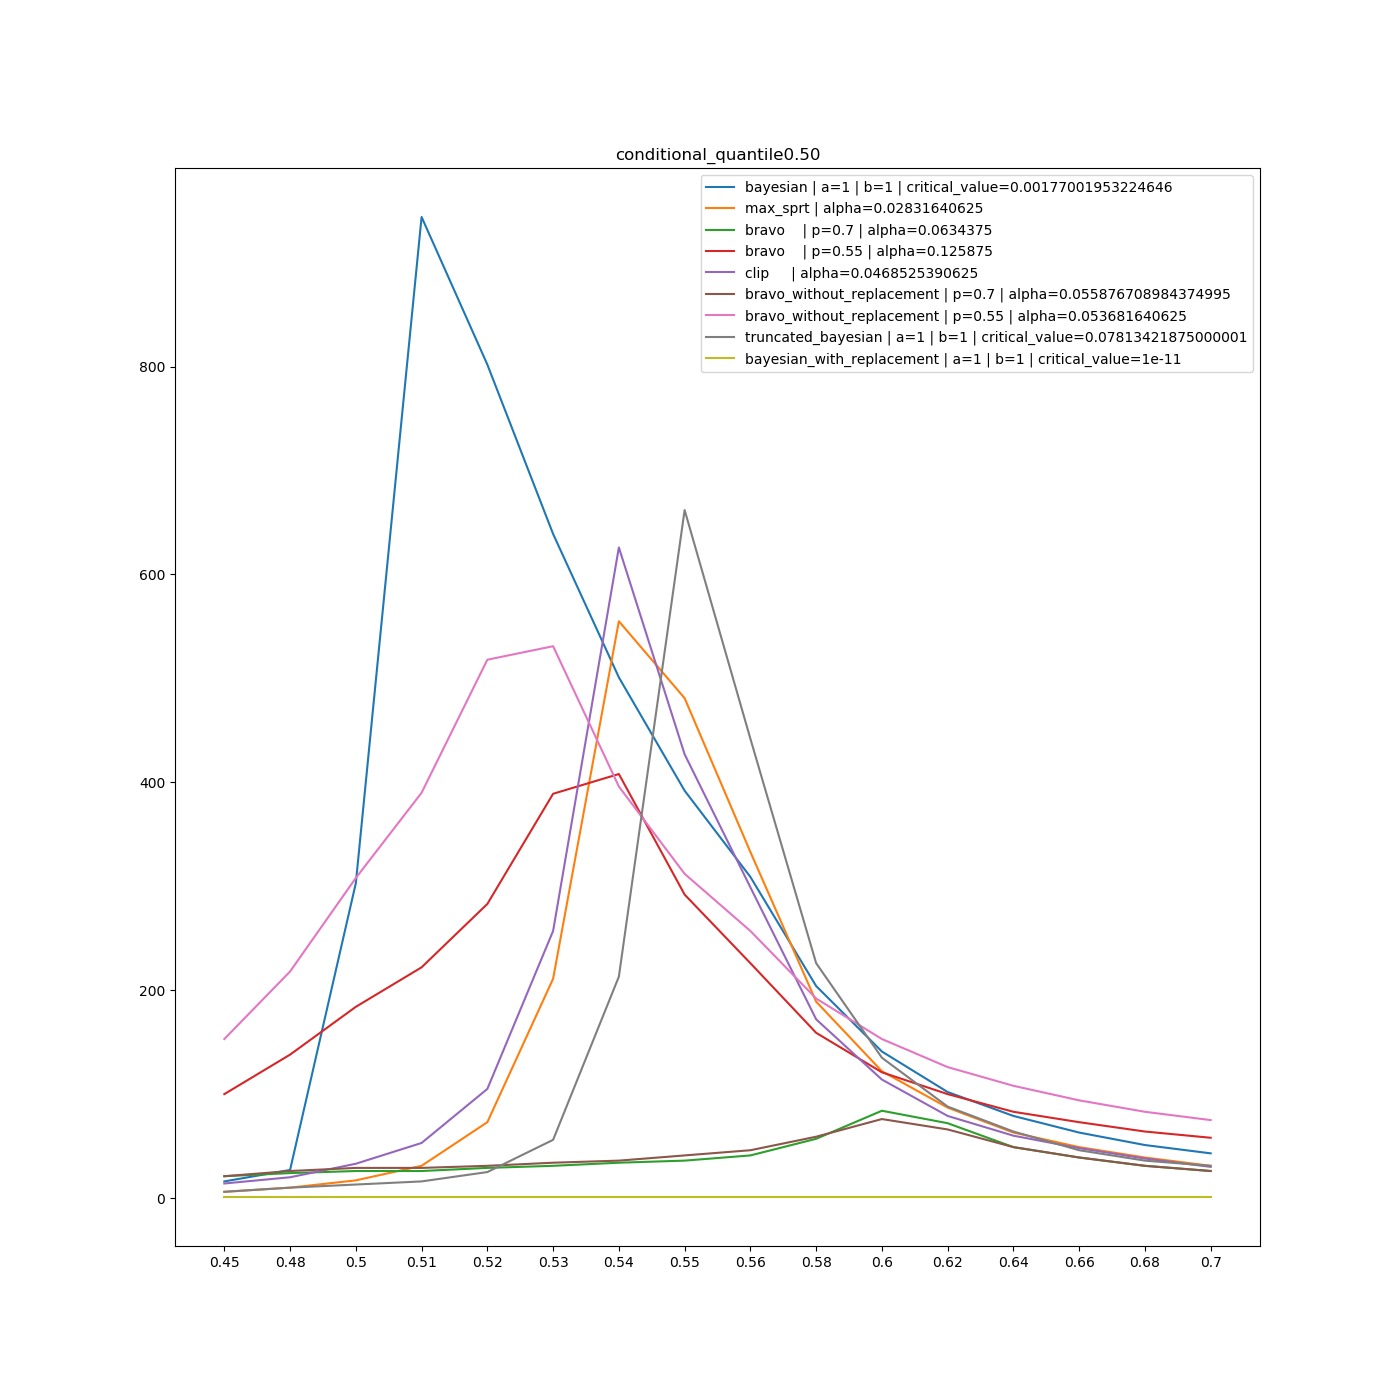 conditional_quantile0.50
bayesian | a=1 | b=1 | critical_value=0.00177001953224646
max_sprt | alpha=0.02831640625
bravo    | p=0.7 | alpha=0.0634375
bravo    | p=0.55 | alpha=0.125875
clip     | alpha=0.0468525390625
bravo_without_replacement | p=0.7 | alpha=0.055876708984374995
bravo_without_replacement | p=0.55 | alpha=0.053681640625
truncated_bayesian | a=1 | b=1 | critical_value=0.07813421875000001
bayesian_with_replacement | a=1 | b=1 | critical_value=1e-11
800
600
400
200
0
0.45 0.48 0.5 0.51 0.52 0.53 0.54 0.55 0.56 0.58 0.6 0.62 0.64 0.66 0.68 0.7